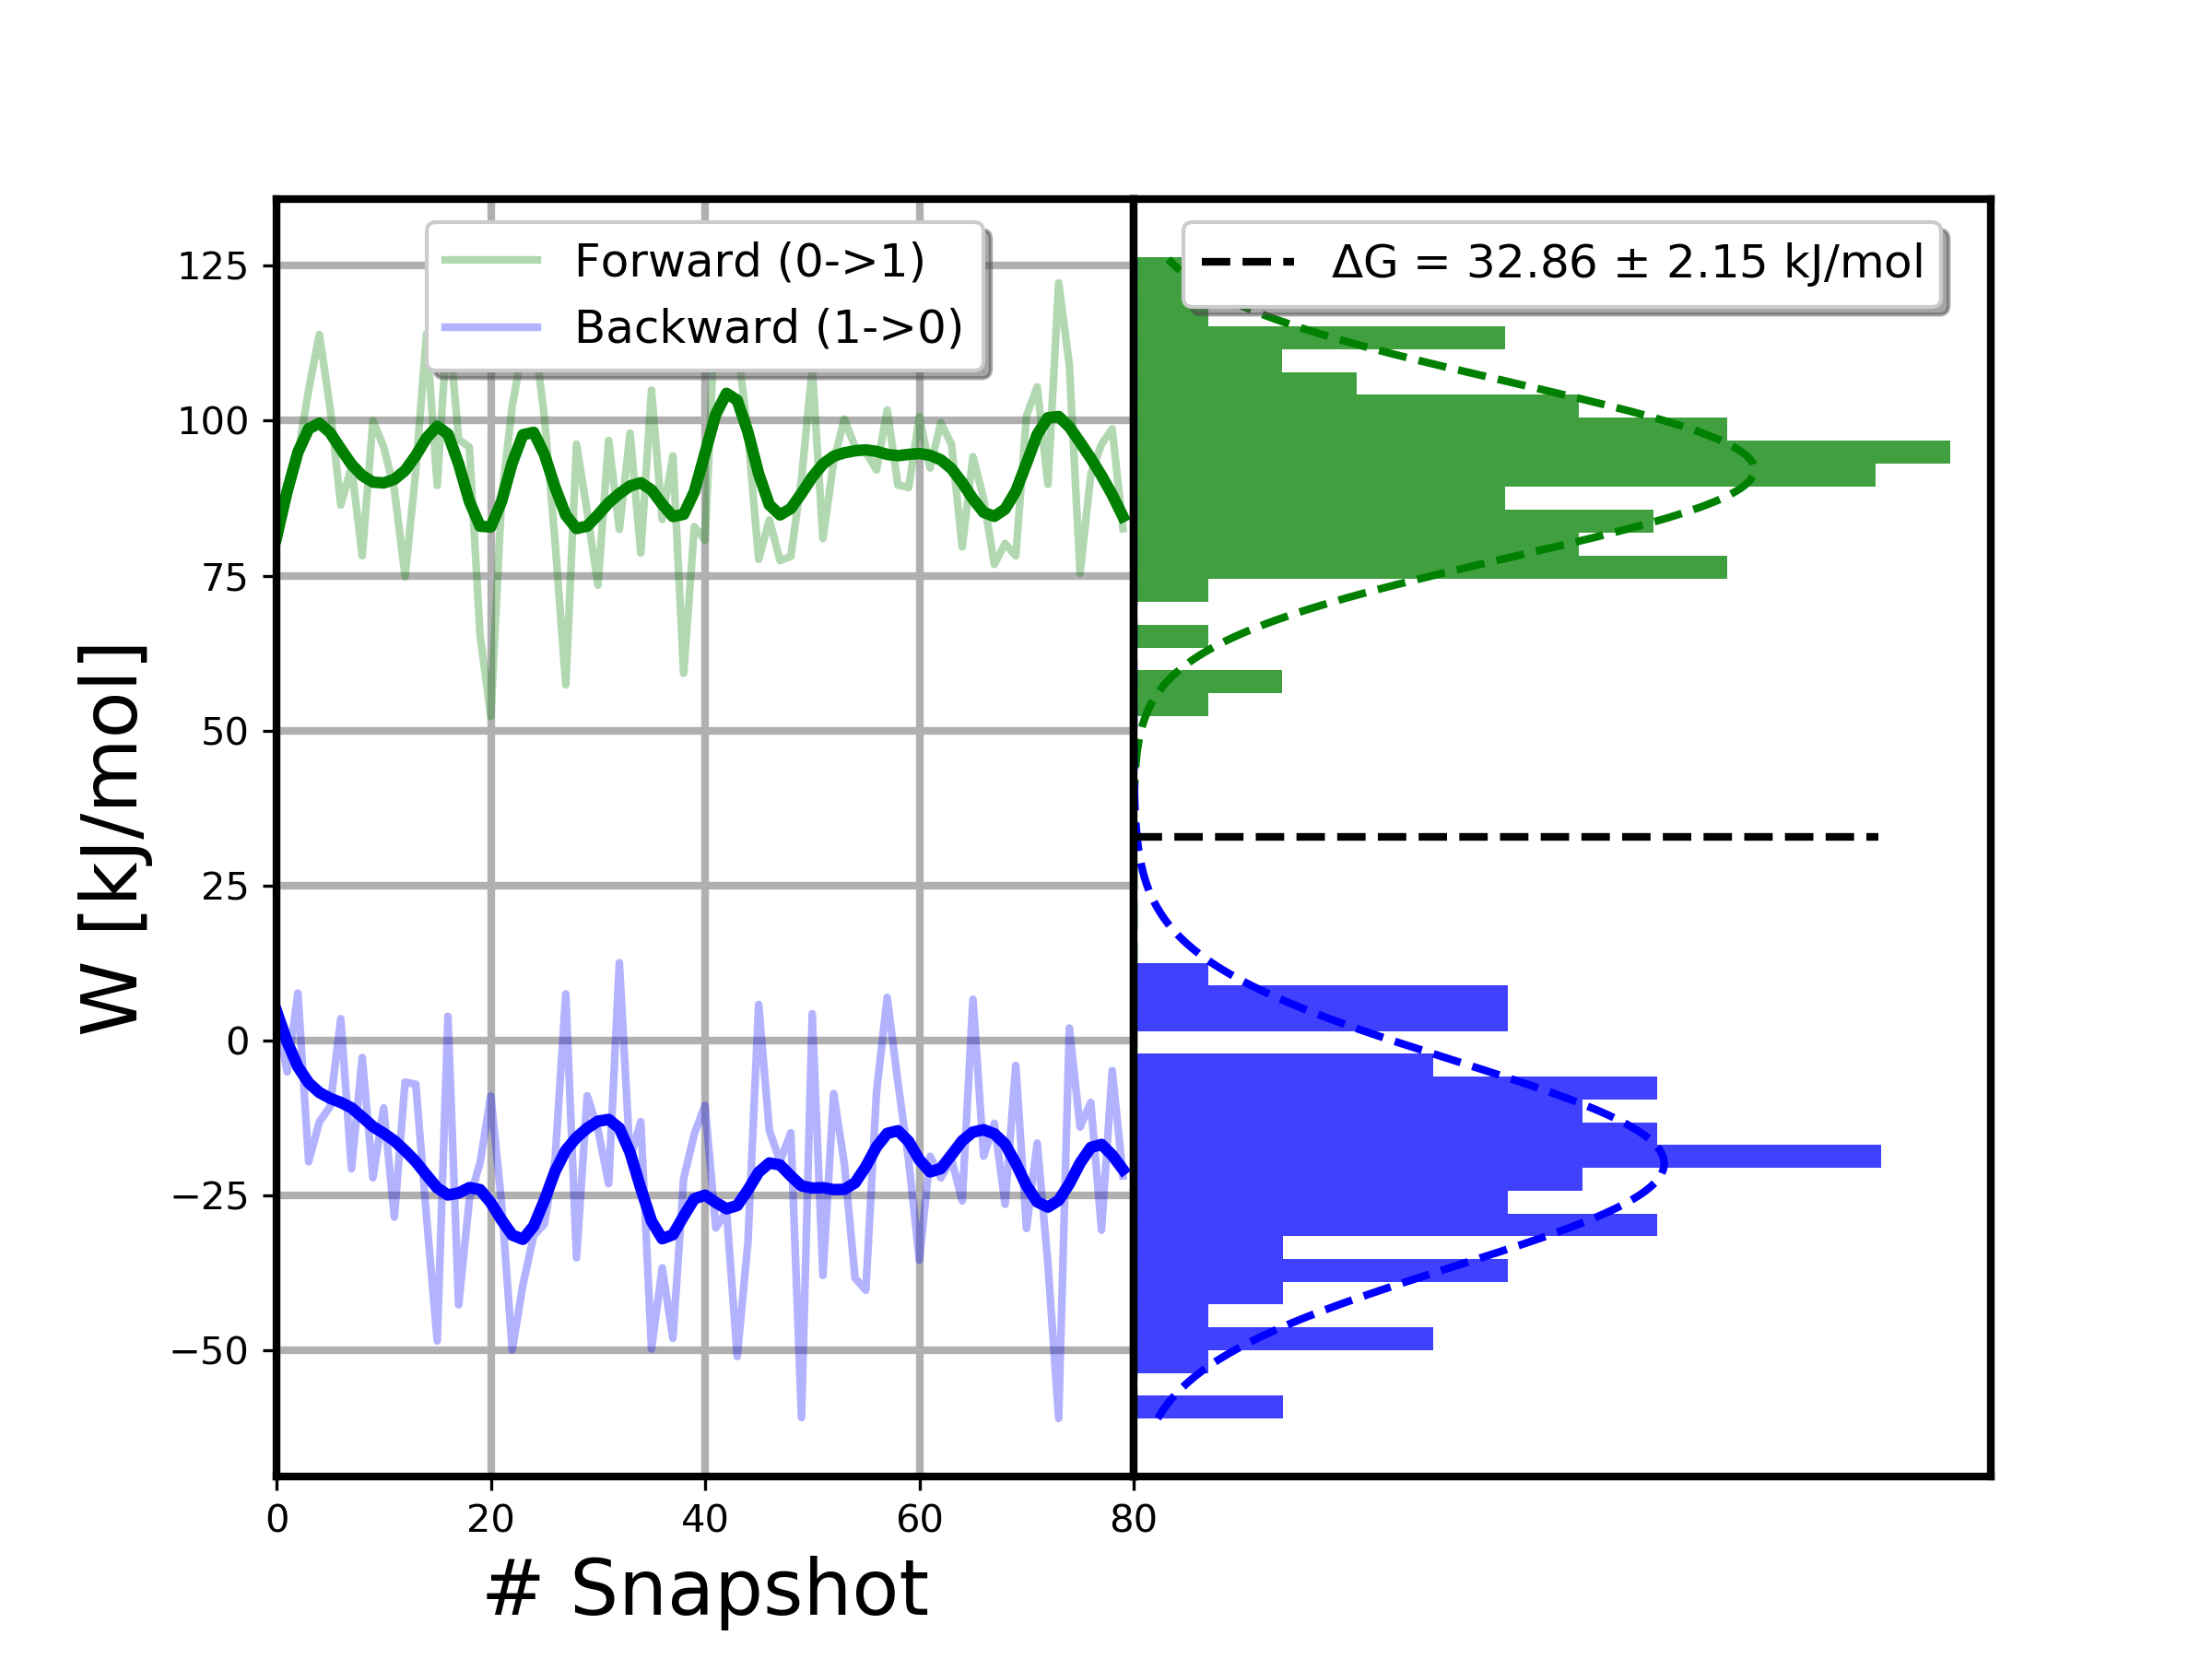 Forward (0->1)
Backward (1->0)
ΔG = 32.86 ± 2.15 kJ/mol
W [kJ/mol]
125
100
75
50
25
0
−25
−50
0 20 40 60 80
# Snapshot